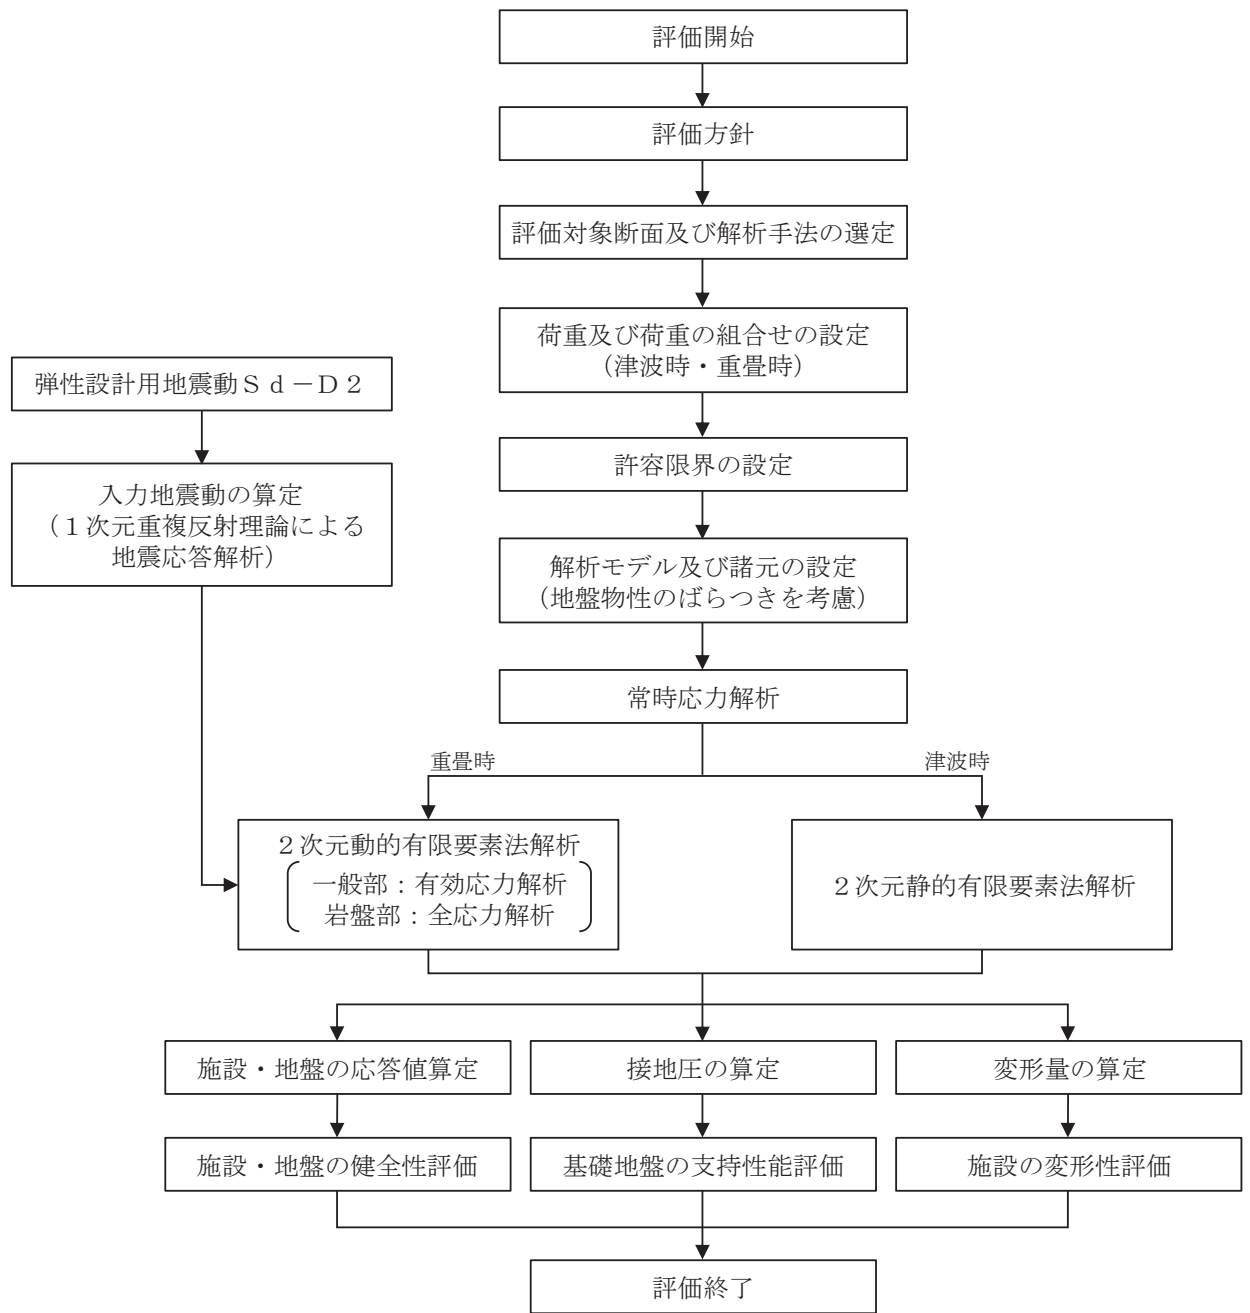 評価開始
評価方針
評価対象断面及び解析手法の選定
荷重及び荷重の組合せの設定
（津波時・重畳時）
弾性設計用地震動Ｓｄ－Ｄ２
許容限界の設定
入力地震動の算定
（１次元重複反射理論による
地震応答解析）
解析モデル及び諸元の設定
（地盤物性のばらつきを考慮）
常時応力解析
重畳時
津波時
２次元動的有限要素法解析
一般部：有効応力解析
岩盤部：全応力解析
２次元静的有限要素法解析
施設・地盤の応答値算定
接地圧の算定
変形量の算定
施設・地盤の健全性評価
基礎地盤の支持性能評価
施設の変形性評価
評価終了